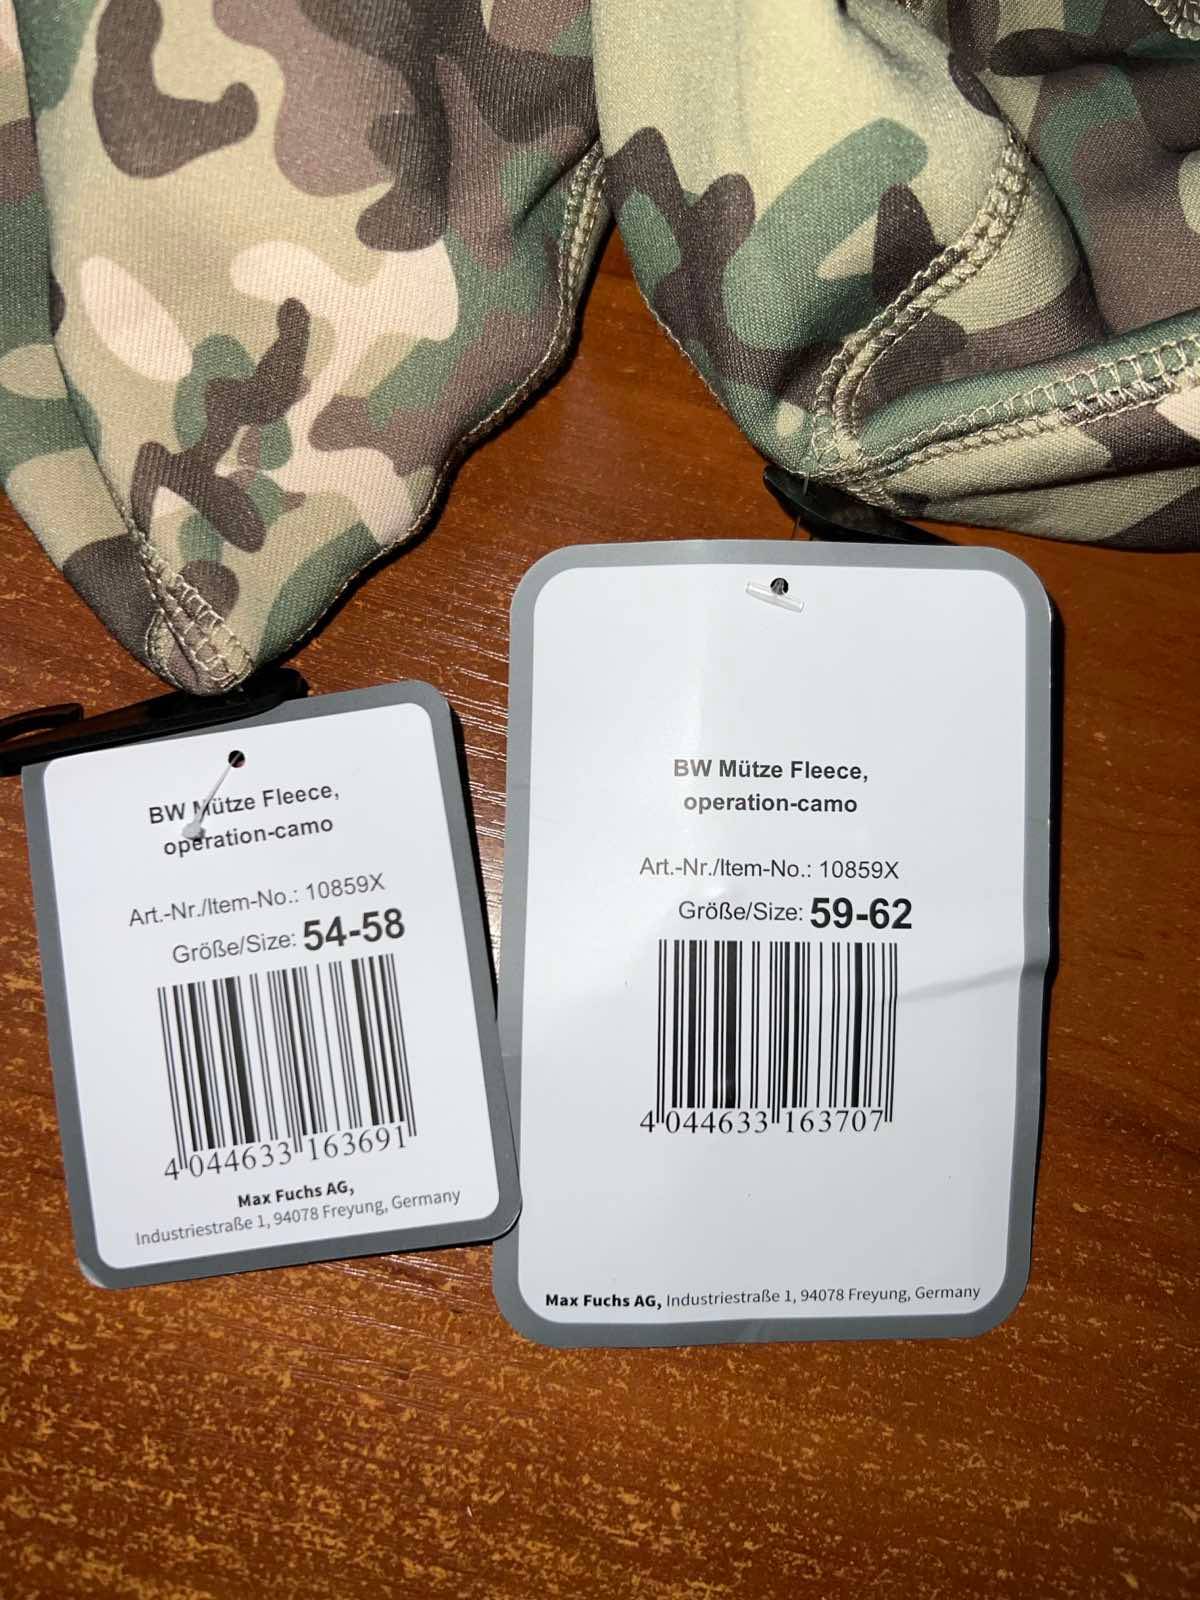 BW Mütze Fleece,
operation-camo
Art.-Nr./Item-No.: 10859X
Größe/Size: 54-58
4 044633 163691
Max Fuchs AG,
Industriestraße 1, 94078 Freyung, Germany
BW Mütze Fleece,
operation-camo
Art.-Nr./Item-No.: 10859X
Größe/Size: 59-62
4 044633 163707
Max Fuchs AG, Industriestraße 1, 94078 Freyung, Germany